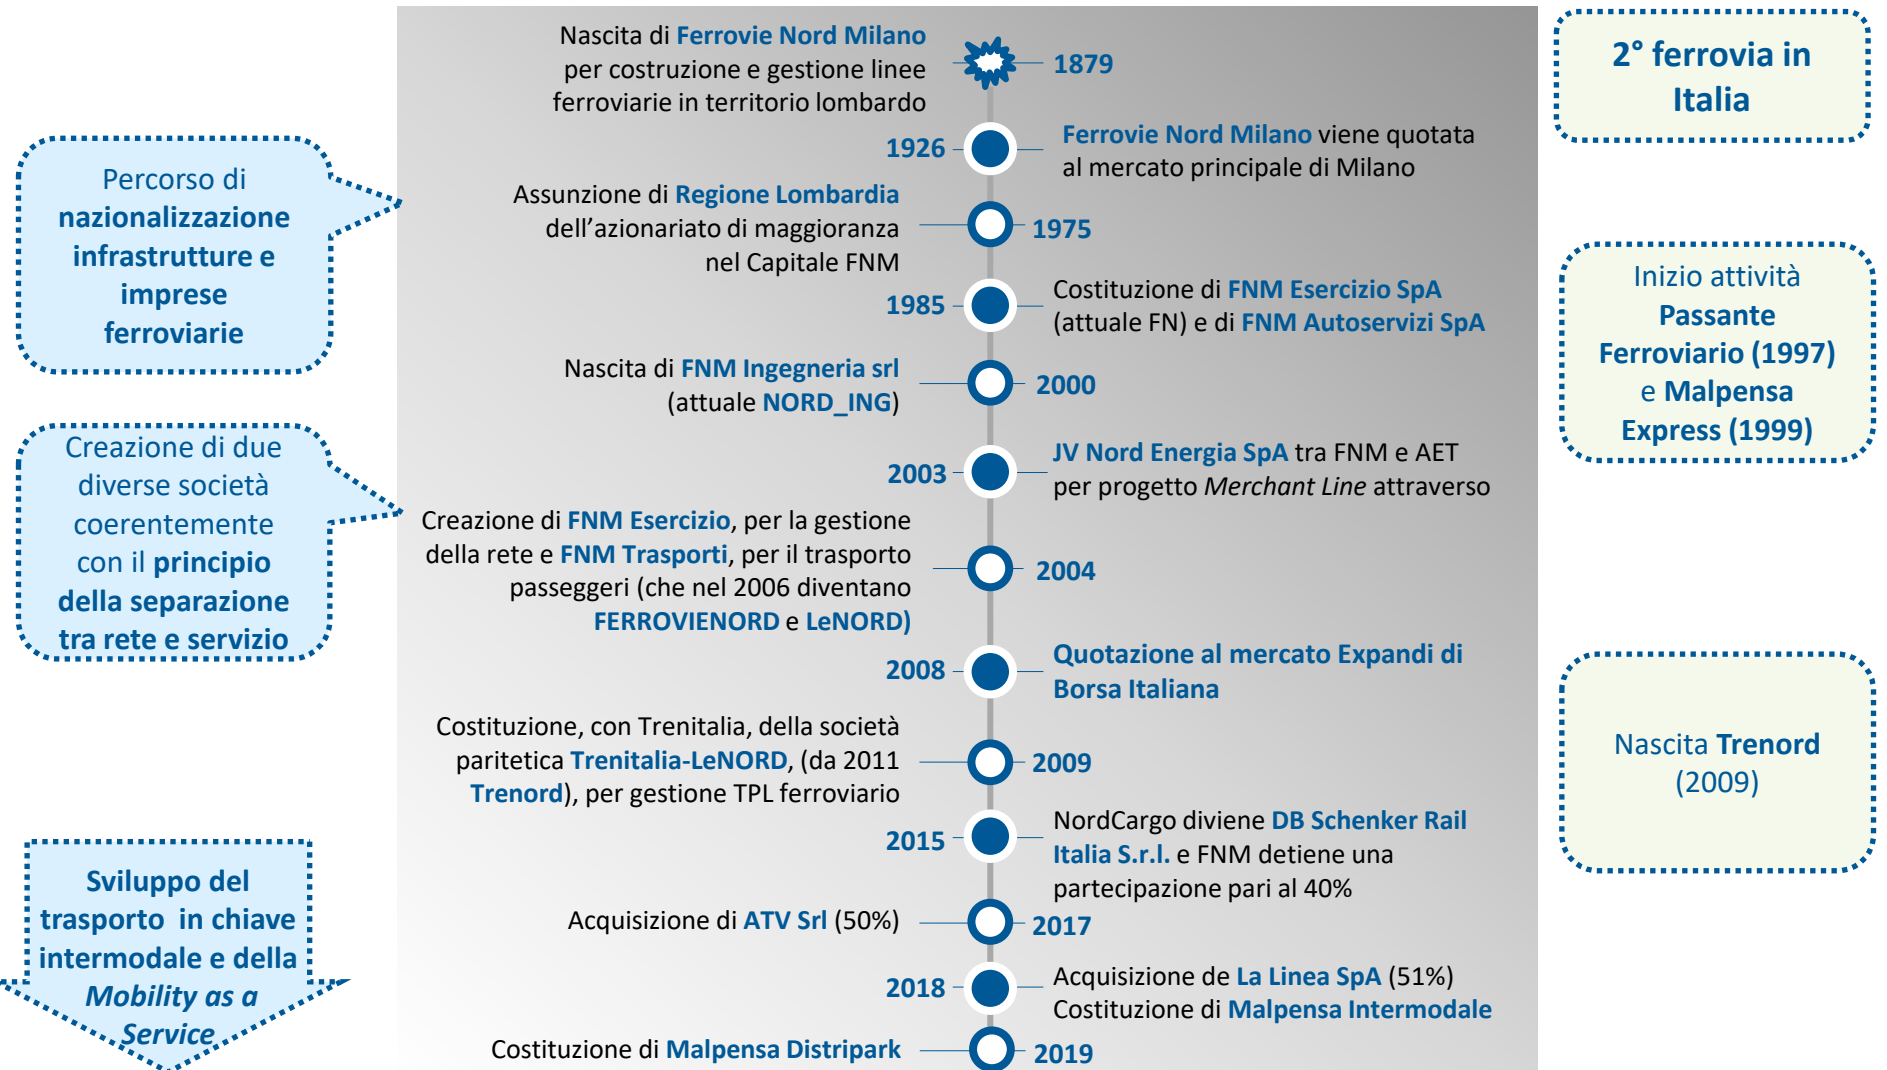 Nascita di Ferrovie Nord Milano
per costruzione e gestione linee
ferroviarie in territorio lombardo
1879
2° ferrovia in
Italia
1926
Ferrovie Nord Milano viene quotata
al mercato principale di Milano
Percorso di
nazionalizzazione
infrastrutture e
imprese
ferroviarie
Assunzione di Regione Lombardia
dell’azionariato di maggioranza
nel Capitale FNM
1975
1985
Costituzione di FNM Esercizio SpA
(attuale FN) e di FNM Autoservizi SpA
Inizio attività
Passante
Ferroviario (1997)
e Malpensa
Express (1999)
Nascita di FNM Ingegneria srl
(attuale NORD_ING)
2000
Creazione di due
diverse società
coerentemente
con il principio
della separazione
tra rete e servizio
2003
JV Nord Energia SpA tra FNM e AET
per progetto Merchant Line attraverso
Creazione di FNM Esercizio, per la gestione
della rete e FNM Trasporti, per il trasporto
passeggeri (che nel 2006 diventano
FERROVIENORD e LeNORD)
2004
2008
Quotazione al mercato Expandi di
Borsa Italiana
Costituzione, con Trenitalia, della società
paritetica Trenitalia-LeNORD, (da 2011
Trenord), per gestione TPL ferroviario
2009
Nascita Trenord
(2009)
2015
NordCargo diviene DB Schenker Rail
Italia S.r.l. e FNM detiene una
partecipazione pari al 40%
Sviluppo del
trasporto in chiave
intermodale e della
Mobility as a
Service
Acquisizione di ATV Srl (50%)
2017
2018
Acquisizione de La Linea SpA (51%)
Costituzione di Malpensa Intermodale
Costituzione di Malpensa Distripark
2019